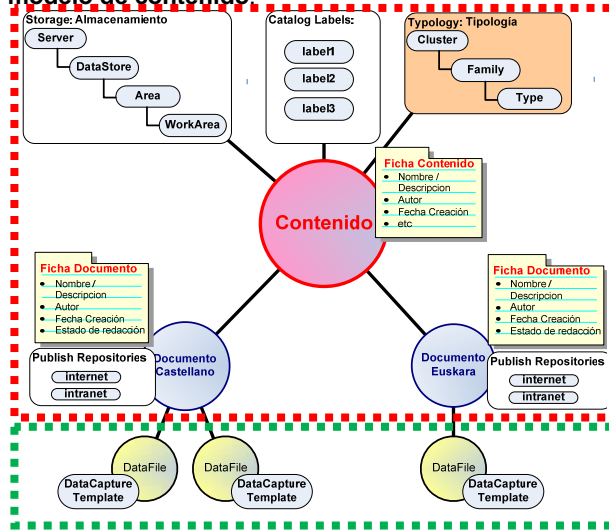 modelo de contenido.
Storage: Almacenamiento
Server
DataStore
Area
WorkArea
Catalog Labels:
label1
label2
label3
Typology: Tipología
Cluster
Family
Type
Contenido
Ficha Contenido
• Nombre /
Descripcion
• Autor
• Fecha Creación
• etc
Ficha Documento
• Nombre /
Descripcion
• Autor
• Fecha Creación
• Estado de redacción
Publish Repositories
internet
intranet
Documento
Castellano
Documento
Euskara
Ficha Documento
• Nombre /
Descripcion
• Autor
• Fecha Creación
• Estado de redacción
Publish Repositories
internet
intranet
DataFile
DataCapture
Template
DataFile
DataCapture
Template
DataFile
DataCapture
Template